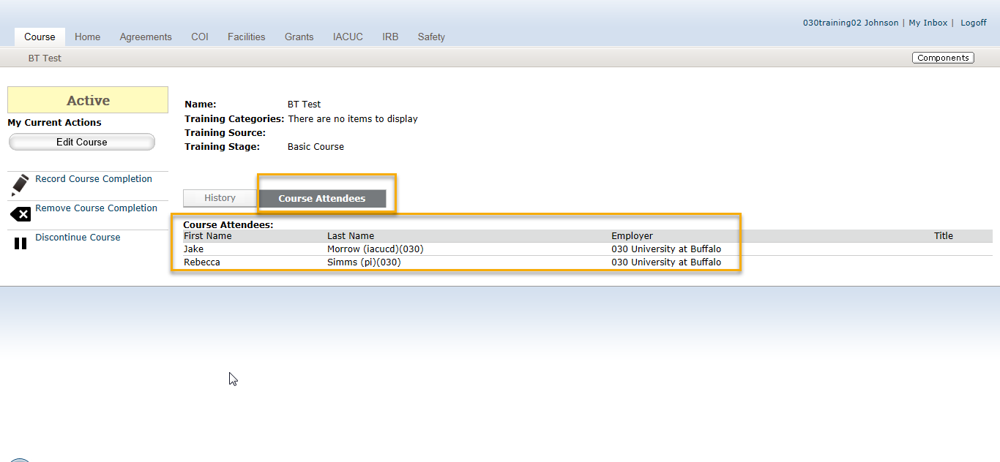 030training02 Johnson | My Inbox | Logoff
Course Home Agreements COI Facilities Grants IACUC IRB Safety
BT Test Components
Active
My Current Actions
Edit Course
Record Course Completion
Remove Course Completion
Discontinue Course
Name: BT Test
Training Categories: There are no items to display
Training Source:
Training Stage: Basic Course
History Course Attendees
Course Attendees:
First Name Last Name Employer Title
Jake Morrow (iacucd)(030) 030 University at Buffalo
Rebecca Simms (pi)(030) 030 University at Buffalo